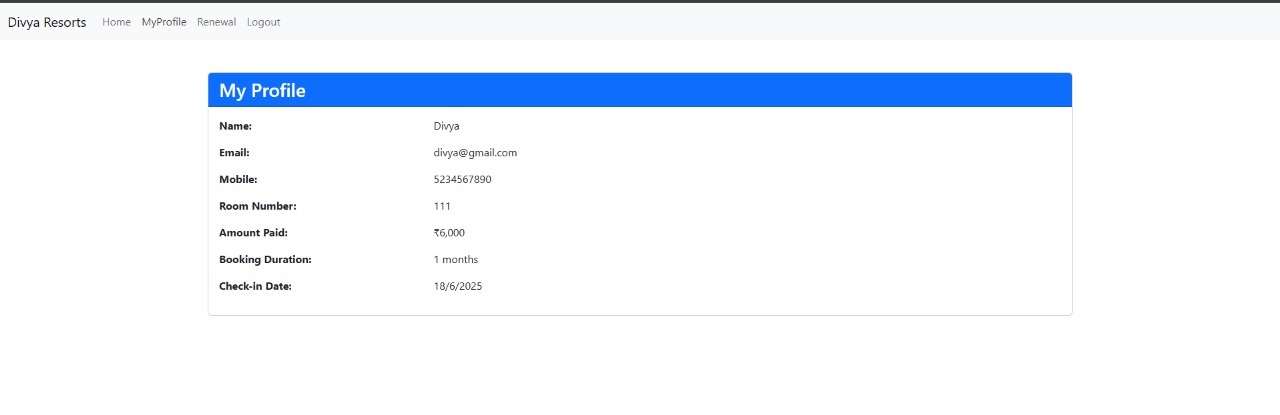 Divya Resorts Home MyProfile Renewal Logout
My Profile
Name: Divya
Email: divya@gmail.com
Mobile: 5234567890
Room Number: 111
Amount Paid: ₹6,000
Booking Duration: 1 months
Check-in Date: 18/6/2025